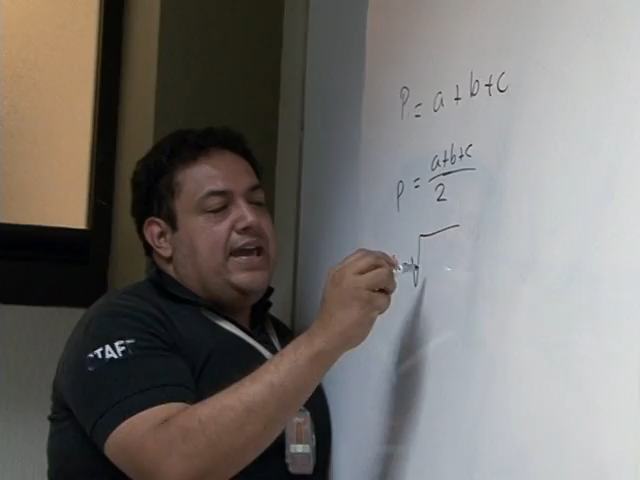 P = a + b + c
p = a+b+c / 2
= √
STAFF